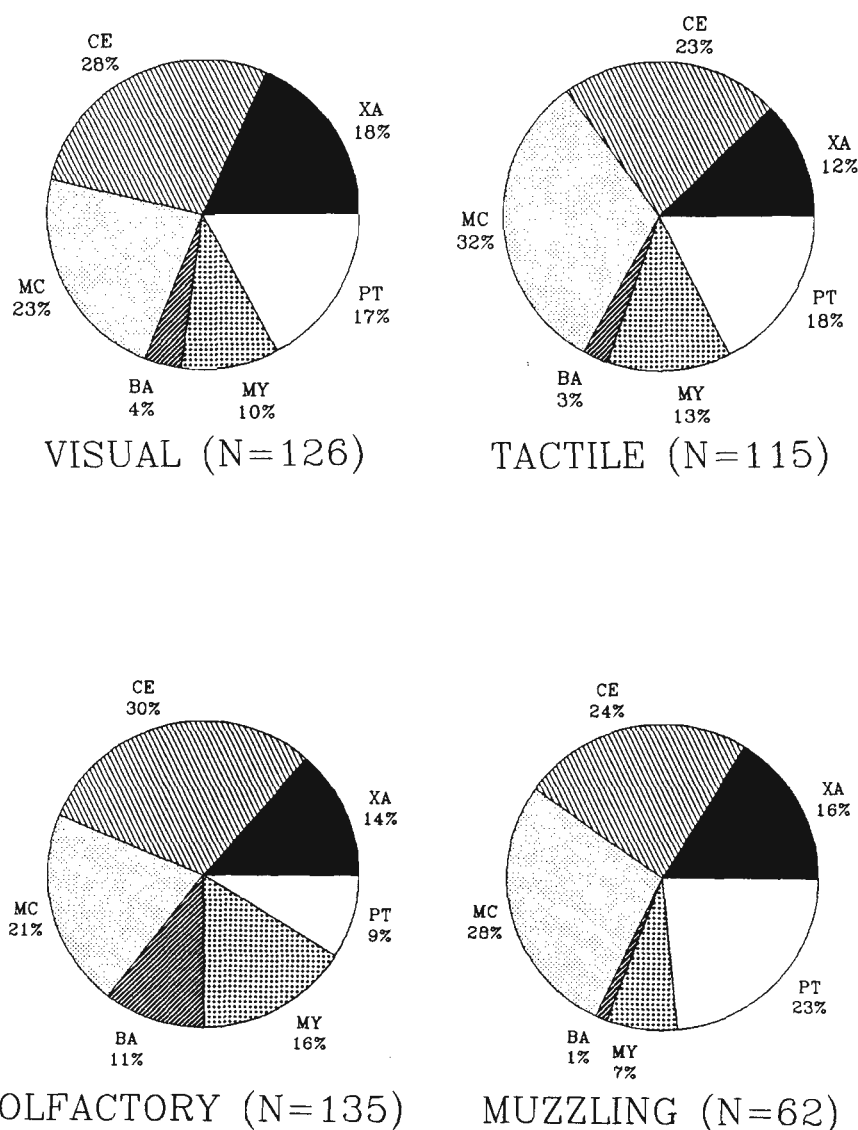 CE
28%
XA
18%
MC
23%
PT
17%
BA
4%
MY
10%
VISUAL (N=126)
CE
23%
XA
12%
MC
32%
PT
18%
BA
3%
MY
13%
TACTILE (N=115)
CE
30%
XA
14%
MC
21%
PT
9%
BA
11%
MY
16%
OLFACTORY (N=135)
CE
24%
XA
16%
MC
28%
PT
23%
BA
1%
MY
7%
MUZZLING (N=62)